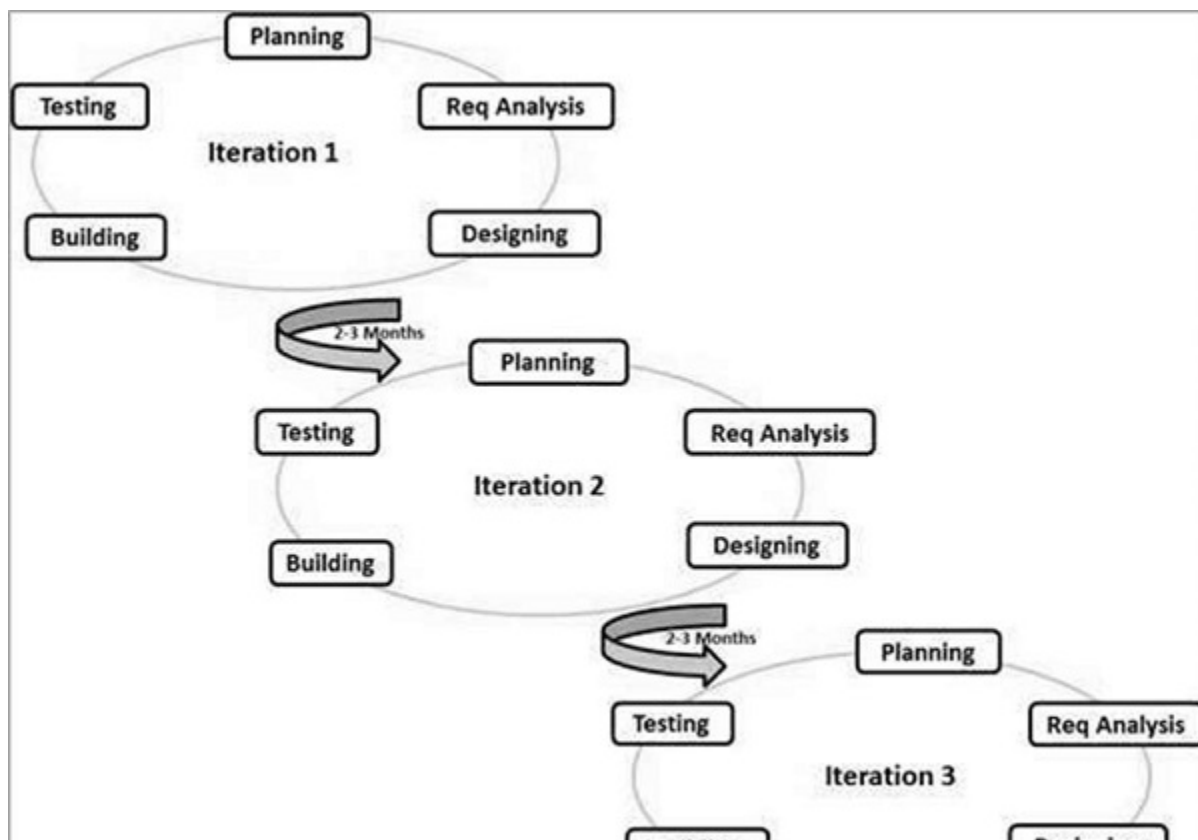 Planning
Testing
Req Analysis
Iteration 1
Building
Designing
2-3 Months
Planning
Testing
Req Analysis
Iteration 2
Building
Designing
2-3 Months
Planning
Testing
Req Analysis
Iteration 3